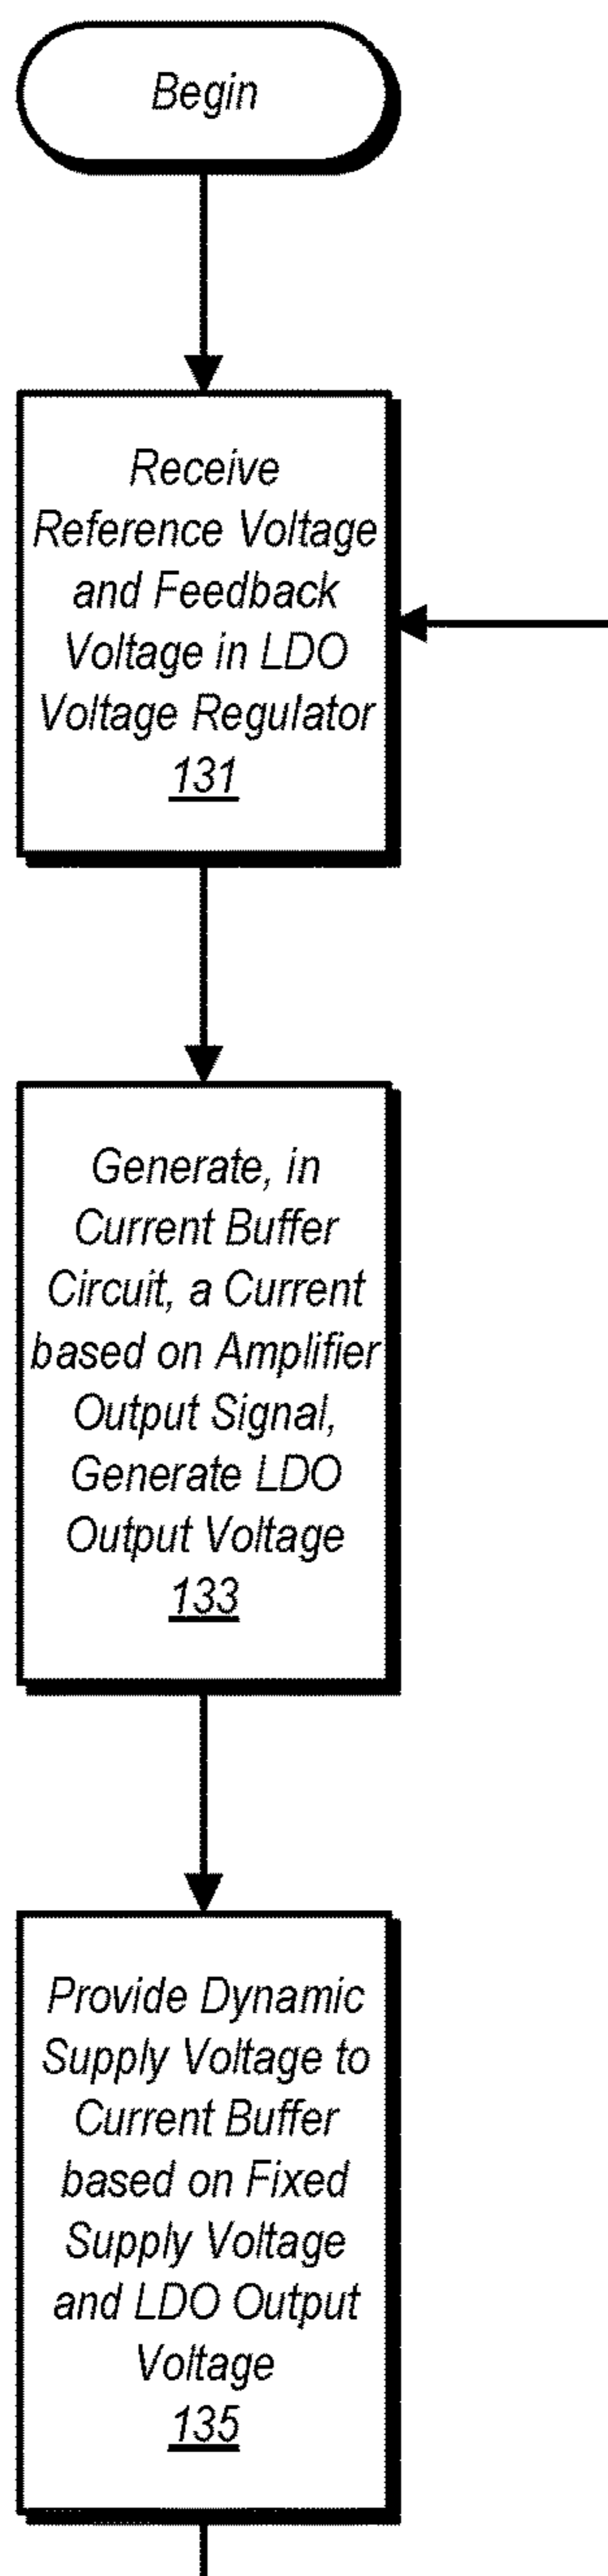 Begin
Receive
Reference Voltage
and Feedback
Voltage in LDO
Voltage Regulator
131
Generate, in
Current Buffer
Circuit, a Current
based on Amplifier
Output Signal,
Generate LDO
Output Voltage
133
Provide Dynamic
Supply Voltage to
Current Buffer
based on Fixed
Supply Voltage
and LDO Output
Voltage
135